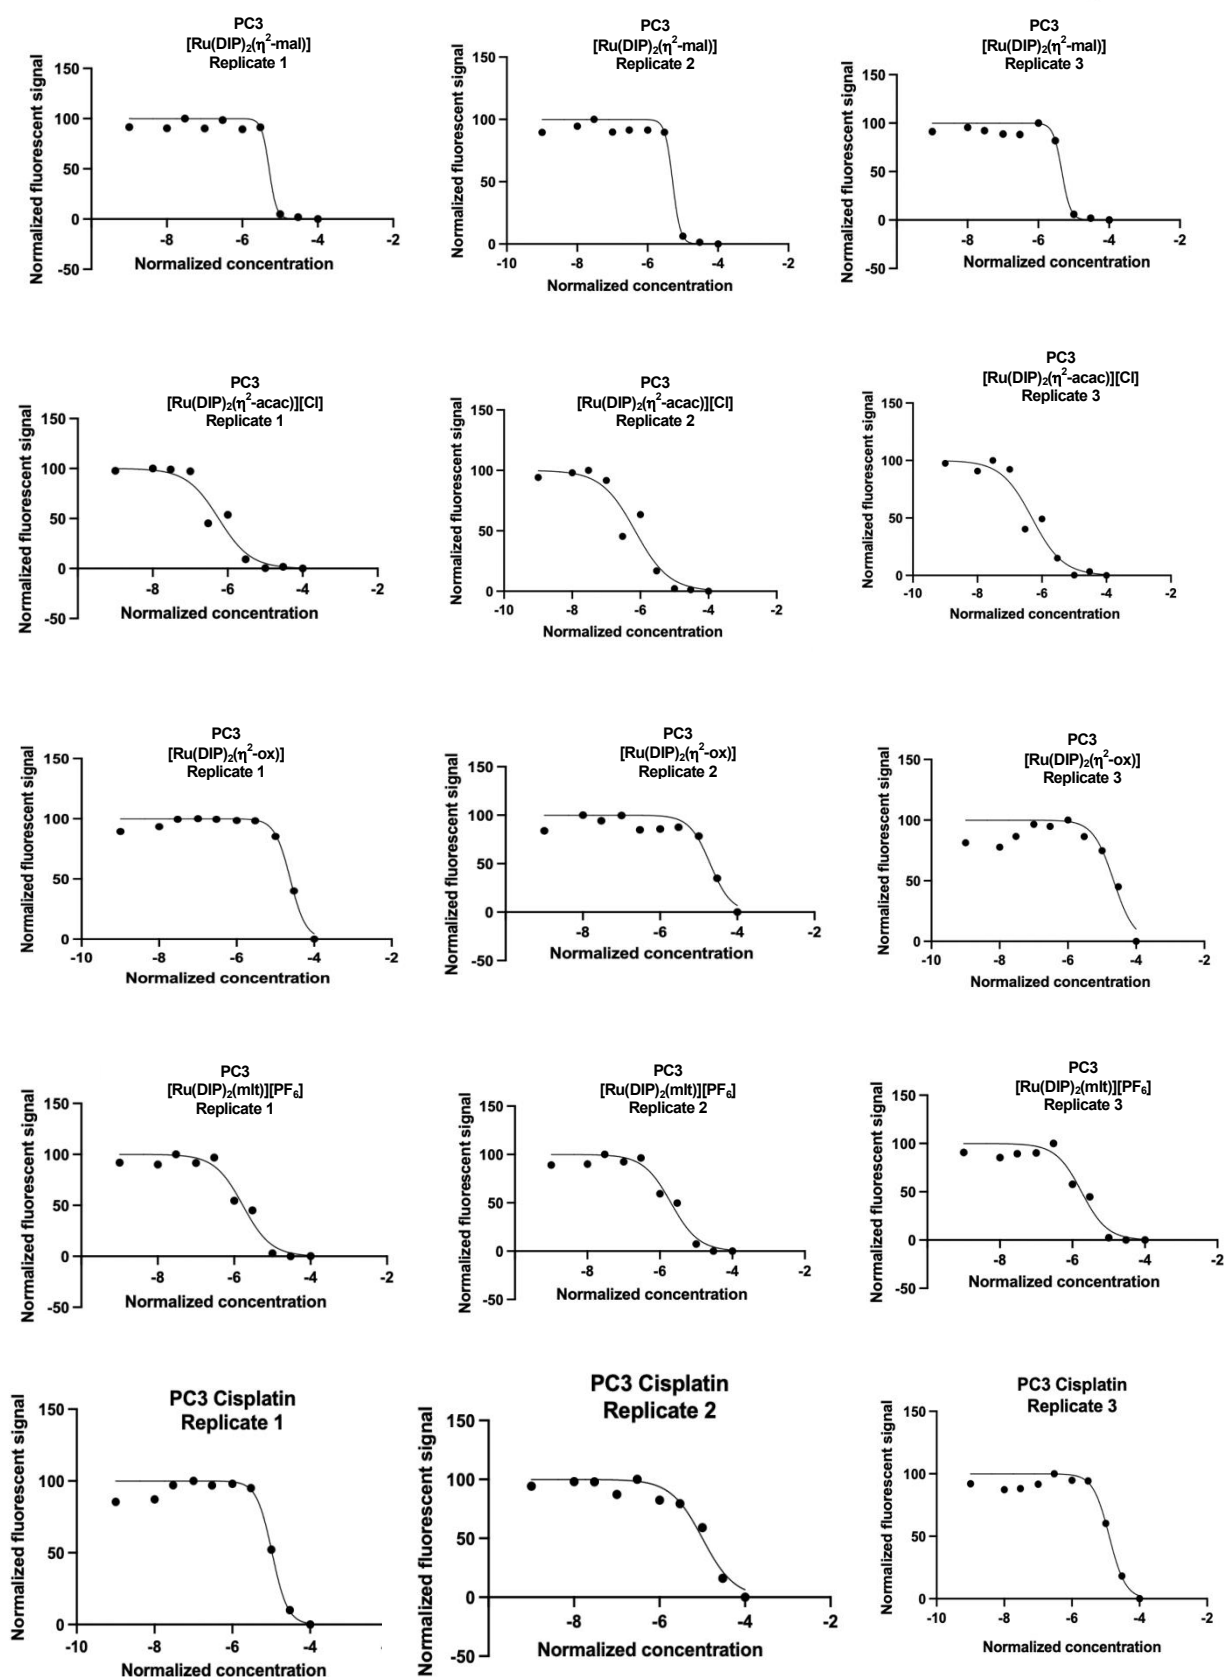 PC3
[Ru(DIP)₂(η²-mal)]
Replicate 1
Normalized fluorescent signal
150
100
50
0
-50
-8
-6
-4
-2
Normalized concentration
PC3
[Ru(DIP)₂(η²-mal)]
Replicate 2
Normalized fluorescent signal
150
100
50
0
-10
-8
-6
-4
-2
Normalized concentration
PC3
[Ru(DIP)₂(η²-mal)]
Replicate 3
Normalized fluorescent signal
150
100
50
0
-50
-8
-6
-4
-2
Normalized concentration
PC3
[Ru(DIP)₂(η²-acac)][Cl]
Replicate 1
Normalized fluorescent signal
150
100
50
0
-50
-8
-6
-4
-2
Normalized concentration
PC3
[Ru(DIP)₂(η²-acac)][Cl]
Replicate 2
Normalized fluorescent signal
150
100
50
0
-10
-8
-6
-4
-2
Normalized concentration
PC3
[Ru(DIP)₂(η²-acac)][Cl]
Replicate 3
Normalized fluorescent signal
150
100
50
0
-10
-8
-6
-4
-2
Normalized concentration
PC3
[Ru(DIP)₂(η²-ox)]
Replicate 1
Normalized fluorescent signal
150
100
50
0
-10
-8
-6
-4
-2
Normalized concentration
PC3
[Ru(DIP)₂(η²-ox)]
Replicate 2
Normalized fluorescent signal
150
100
50
0
-50
-8
-6
-4
-2
Normalized concentration
PC3
[Ru(DIP)₂(η²-ox)]
Replicate 3
Normalized fluorescent signal
150
100
50
0
-10
-8
-6
-4
-2
Normalized concentration
PC3
[Ru(DIP)₂(mlt)][PF₆]
Replicate 1
Normalized fluorescent signal
150
100
50
0
-50
-8
-6
-4
-2
Normalized concentration
PC3
[Ru(DIP)₂(mlt)][PF₆]
Replicate 2
Normalized fluorescent signal
150
100
50
0
-50
-8
-6
-4
-2
Normalized concentration
PC3
[Ru(DIP)₂(mlt)][PF₆]
Replicate 3
Normalized fluorescent signal
150
100
50
0
-50
-8
-6
-4
-2
Normalized concentration
PC3 Cisplatin
Replicate 1
Normalized fluorescent signal
150
100
50
0
-10
-8
-6
-4
Normalized concentration
PC3 Cisplatin
Replicate 2
Normalized fluorescent signal
150
100
50
0
-50
-8
-6
-4
-2
Normalized concentration
PC3 Cisplatin
Replicate 3
Normalized fluorescent signal
150
100
50
0
-10
-8
-6
-4
-2
Normalized concentration